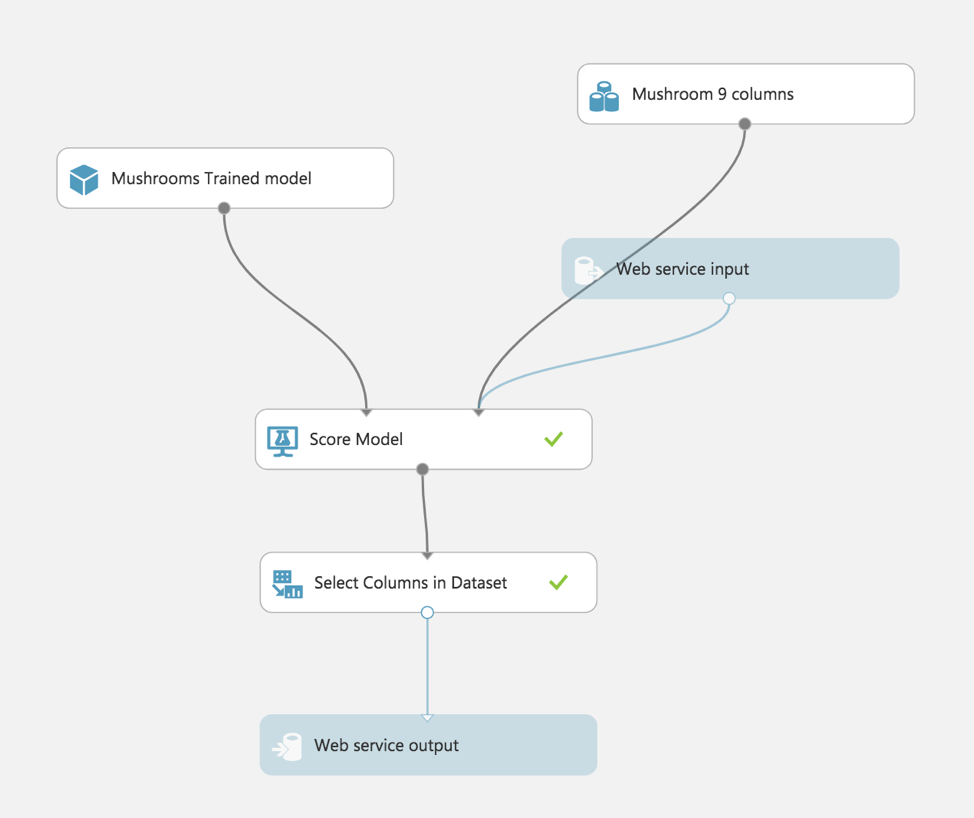 Mushroom 9 columns
Mushrooms Trained model
Web service input
Score Model
Select Columns in Dataset
Web service output